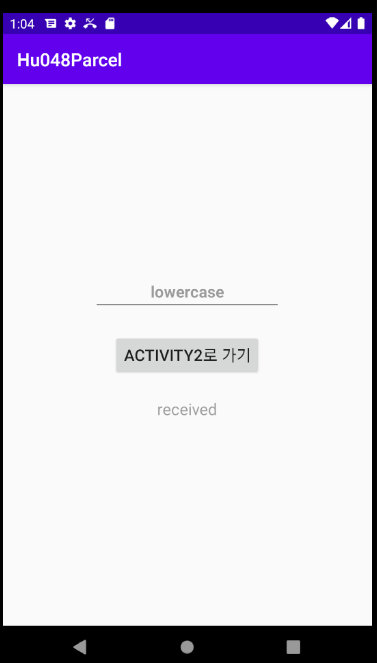 1:04
Hu048Parcel
lowercase
ACTIVITY2로 가기
received